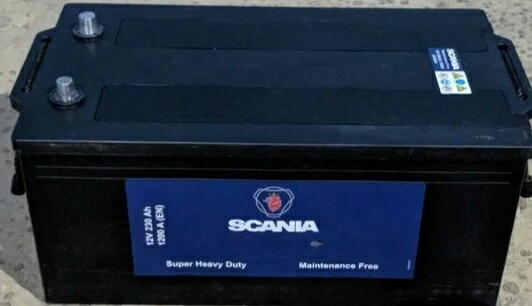 SCANIA
12V 230 Ah
1200 A (EN)
SCANIA
Super Heavy Duty
Maintenance Free